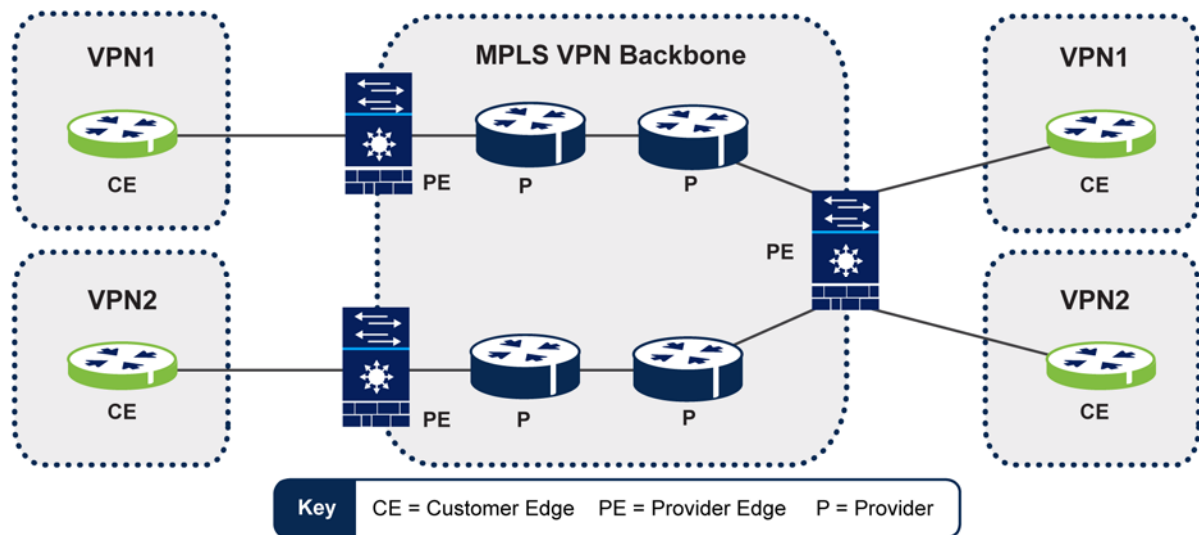 VPN1
CE
MPLS VPN Backbone
PE
P
P
VPN1
CE
PE
VPN2
CE
PE
P
P
VPN2
CE
Key
CE = Customer Edge PE = Provider Edge P = Provider